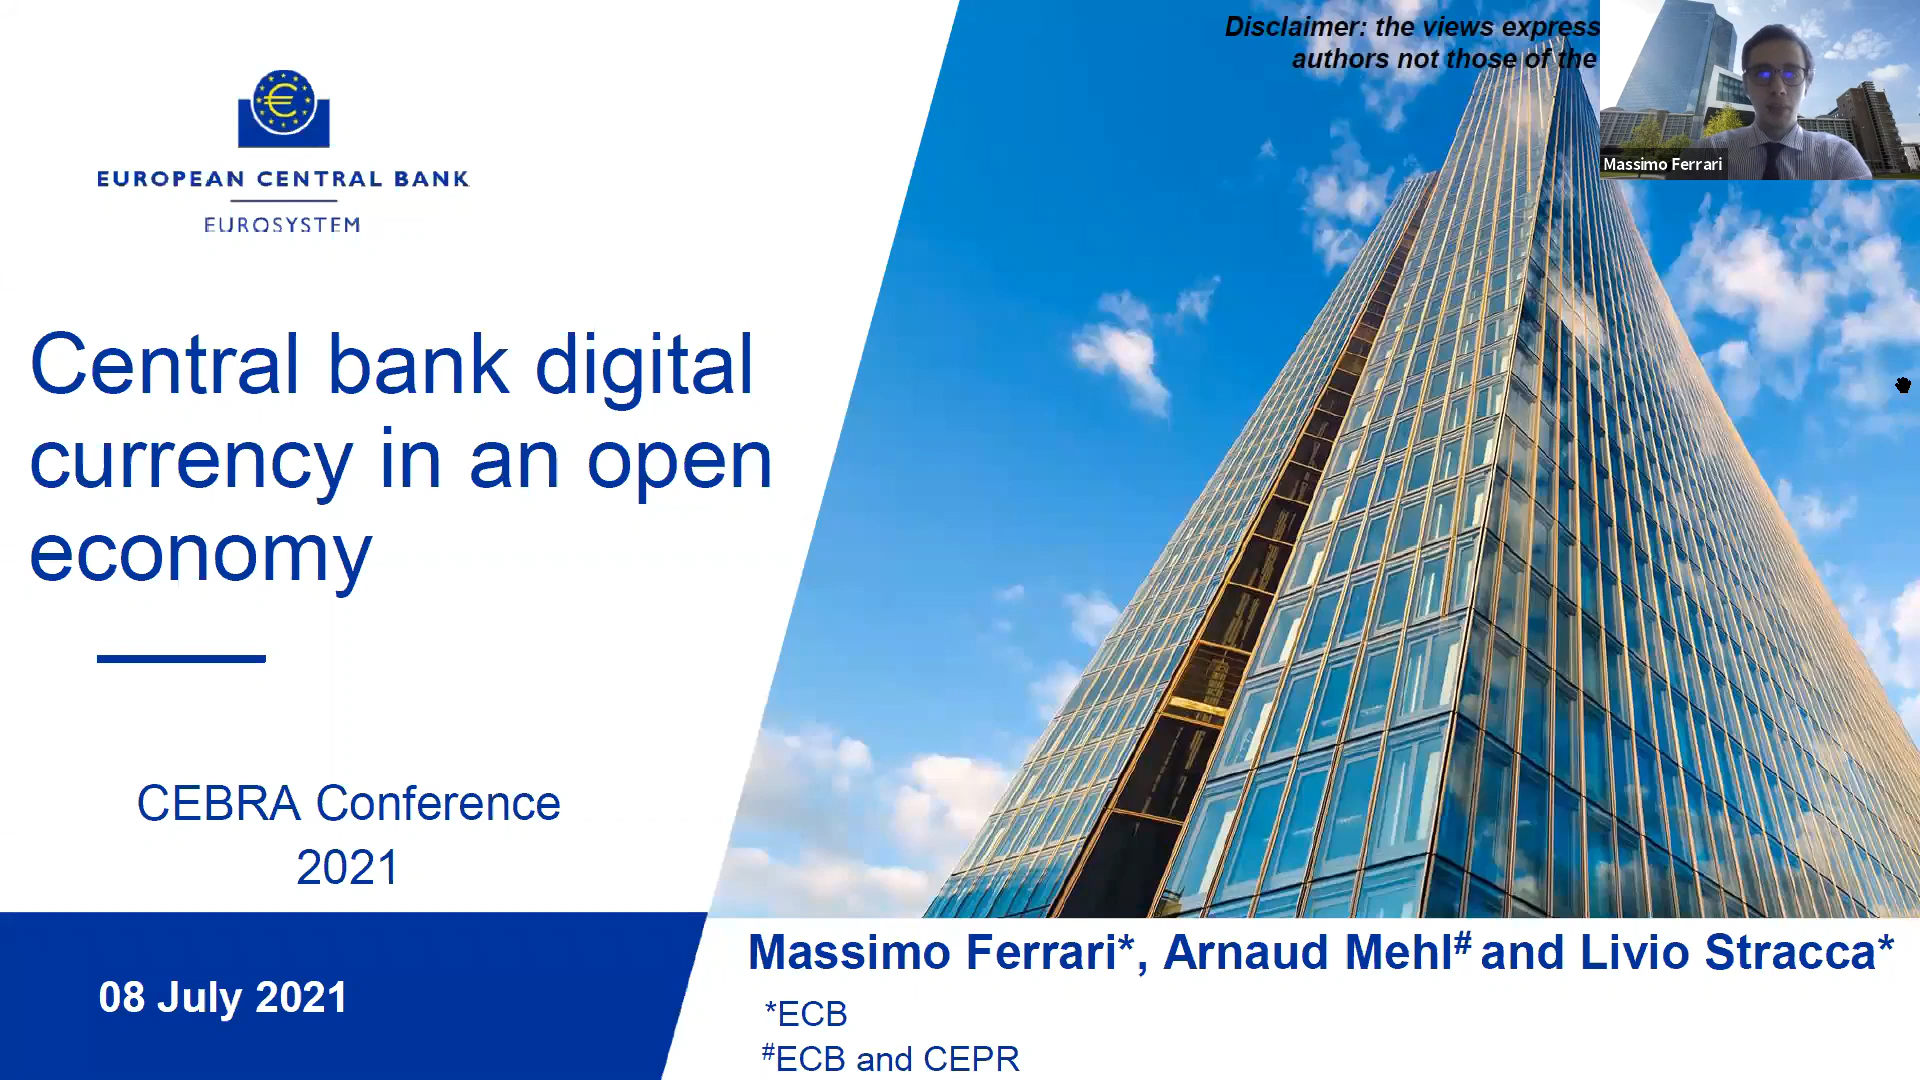 Disclaimer: the views express
authors not those of the
Massimo Ferrari
€
EUROPEAN CENTRAL BANK
EUROSYSTEM
Central bank digital
currency in an open
economy
CEBRA Conference
2021
08 July 2021
Massimo Ferrari*, Arnaud Mehl# and Livio Stracca*
*ECB
#ECB and CEPR